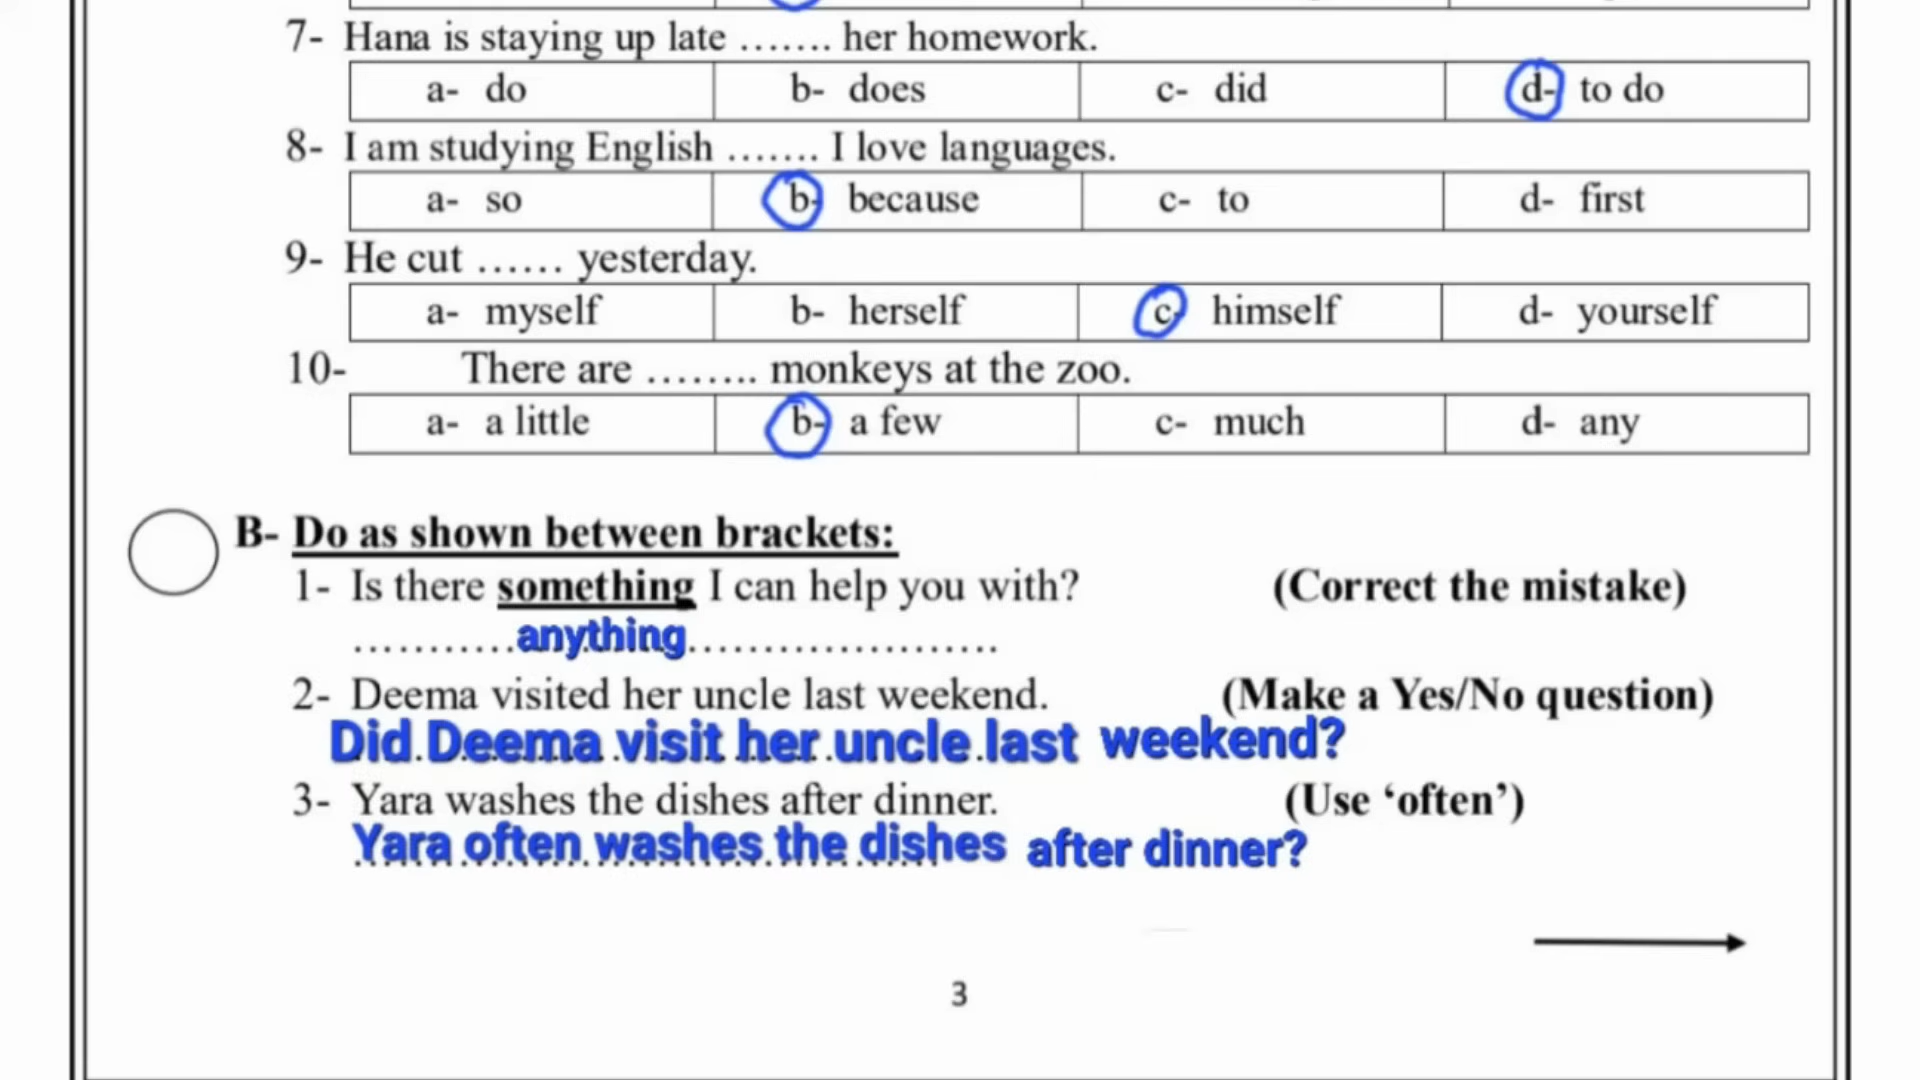 7- Hana is staying up late ....... her homework.
a- do b- does c- did d- to do
8- I am studying English ....... I love languages.
a- so b- because c- to d- first
9- He cut ...... yesterday.
a- myself b- herself c- himself d- yourself
10- There are ........ monkeys at the zoo.
a- a little b- a few c- much d- any
B- Do as shown between brackets:
1- Is there something I can help you with? (Correct the mistake)
anything
2- Deema visited her uncle last weekend. (Make a Yes/No question)
Did Deema visit her uncle last weekend?
3- Yara washes the dishes after dinner. (Use ‘often’)
Yara often washes the dishes after dinner?
3